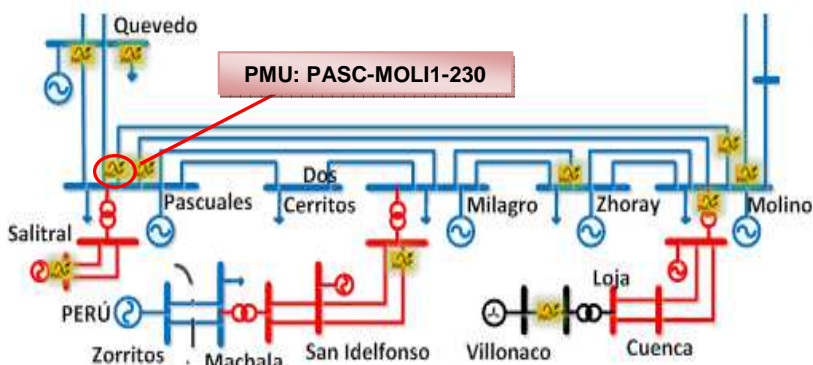 Quevedo
PMU: PASC-MOLI1-230
Dos
Pascuales
Cerritos
Milagro
Zhoray
Molino
Salitral
Loja
PERÚ
Zorritos
Machala
San Idelfonso
Villonaco
Cuenca